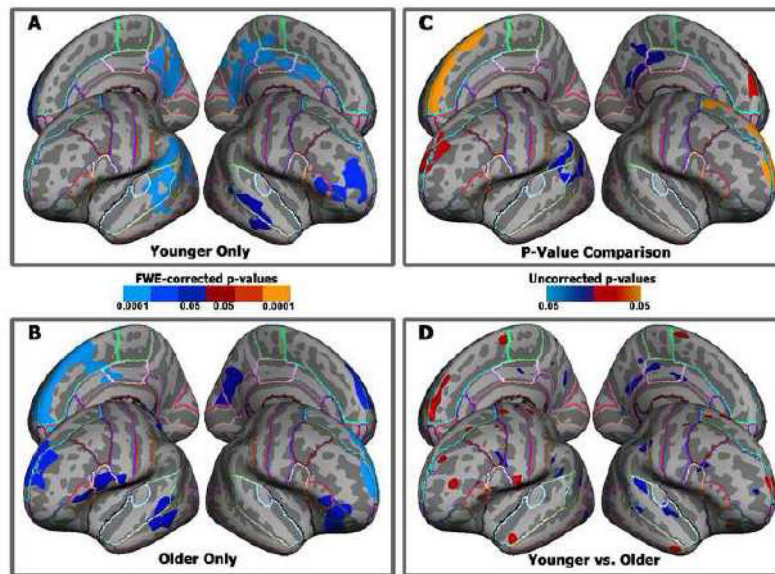 A
C
Younger Only
P-Value Comparison
FWE-corrected p-values
0.0001 0.05 0.05 0.0001
Uncorrected p-values
0.05 0.05
B
D
Older Only
Younger vs. Older